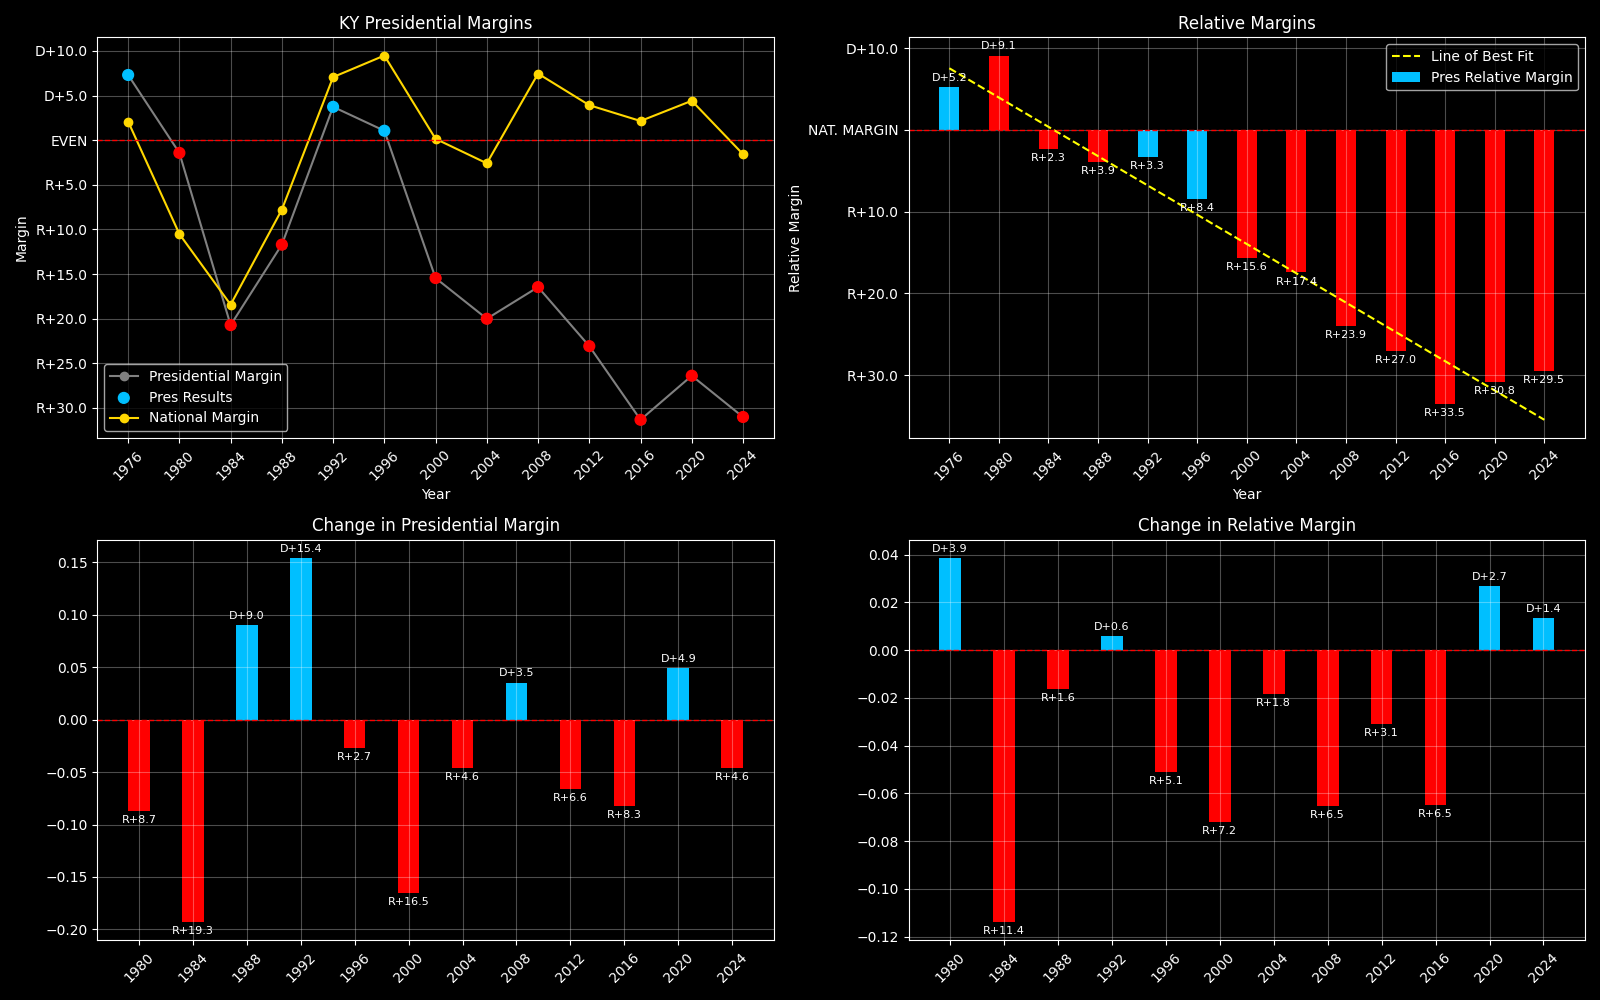 KY Presidential Margins
D+10.0
D+5.0
EVEN
R+5.0
R+10.0
R+15.0
R+20.0
R+25.0
R+30.0
Margin
Presidential Margin
Pres Results
National Margin
1976 1980 1984 1988 1992 1996 2000 2004 2008 2012 2016 2020 2024
Year
Relative Margins
D+10.0
NAT. MARGIN
R+10.0
R+20.0
R+30.0
Relative Margin
Line of Best Fit
Pres Relative Margin
D+5.2
D+9.1
R+2.3
R+3.9
R+3.3
R+8.4
R+15.6
R+17.4
R+23.9
R+27.0
R+33.5
R+30.8
R+29.5
1976 1980 1984 1988 1992 1996 2000 2004 2008 2012 2016 2020 2024
Year
Change in Presidential Margin
0.15
0.10
0.05
0.00
−0.05
−0.10
−0.15
−0.20
R+8.7
R+19.3
D+9.0
D+15.4
R+2.7
R+16.5
R+4.6
D+3.5
R+6.6
R+8.3
D+4.9
R+4.6
1980 1984 1988 1992 1996 2000 2004 2008 2012 2016 2020 2024
Change in Relative Margin
0.04
0.02
0.00
−0.02
−0.04
−0.06
−0.08
−0.10
−0.12
D+3.9
R+11.4
R+1.6
D+0.6
R+5.1
R+7.2
R+1.8
R+6.5
R+3.1
R+6.5
D+2.7
D+1.4
1980 1984 1988 1992 1996 2000 2004 2008 2012 2016 2020 2024